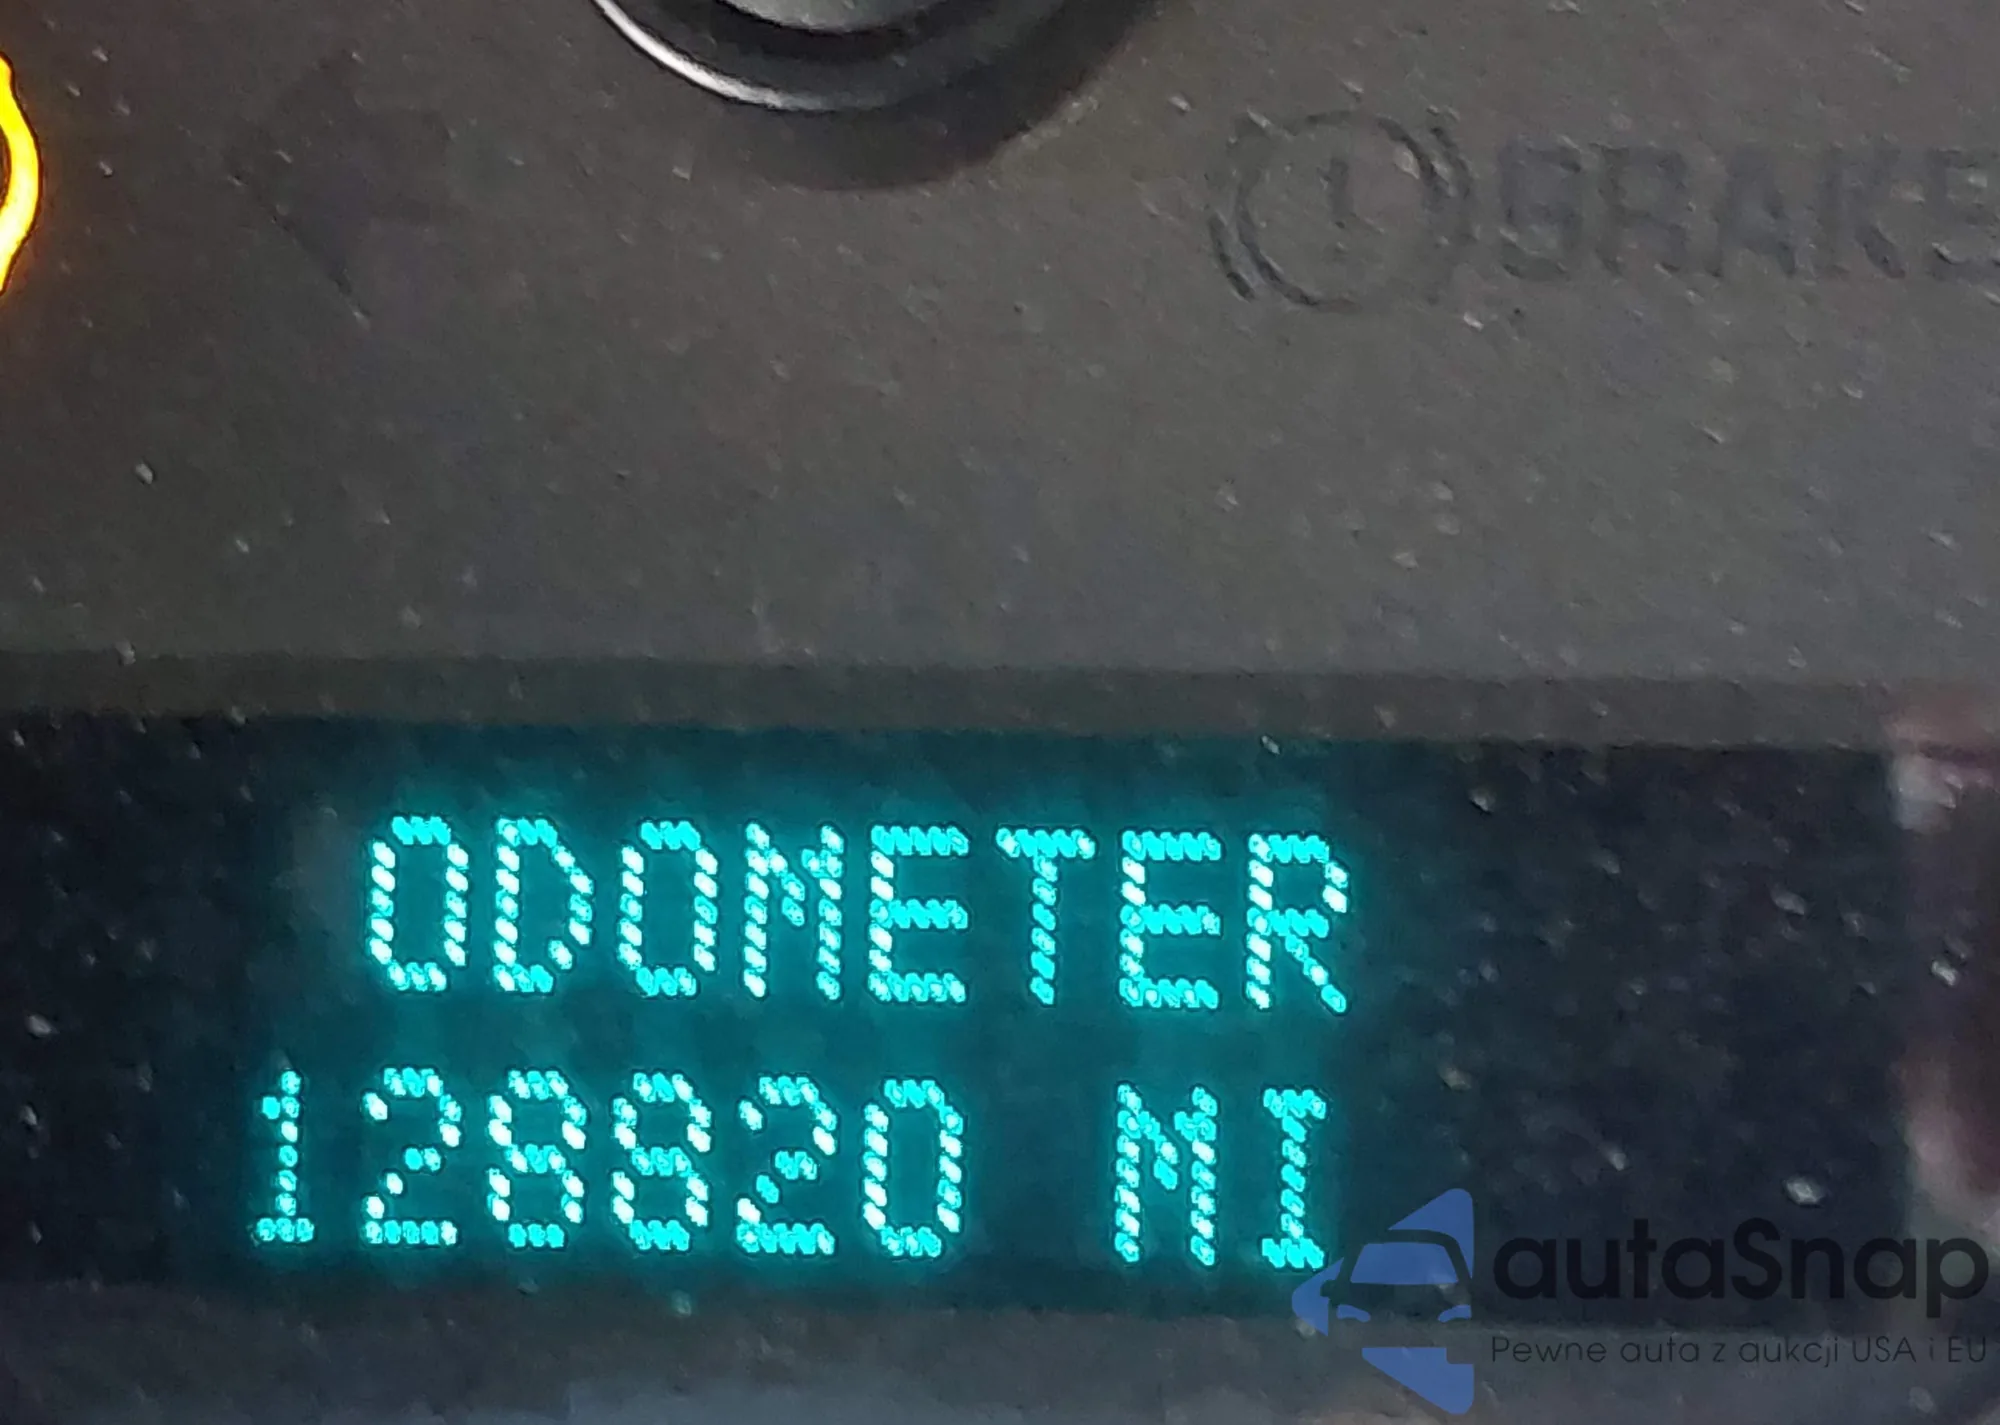 BRAKE
ODOMETER
128820 MI
autaSnap
Pewne auta z aukcji USA i EU